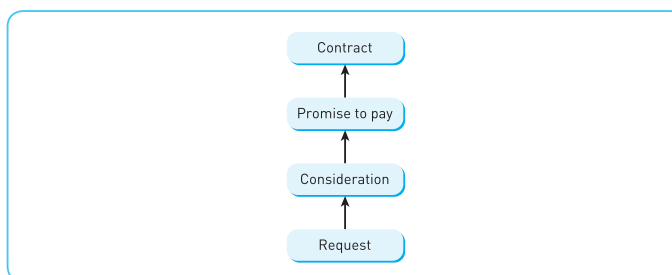 Contract
Promise to pay
Consideration
Request